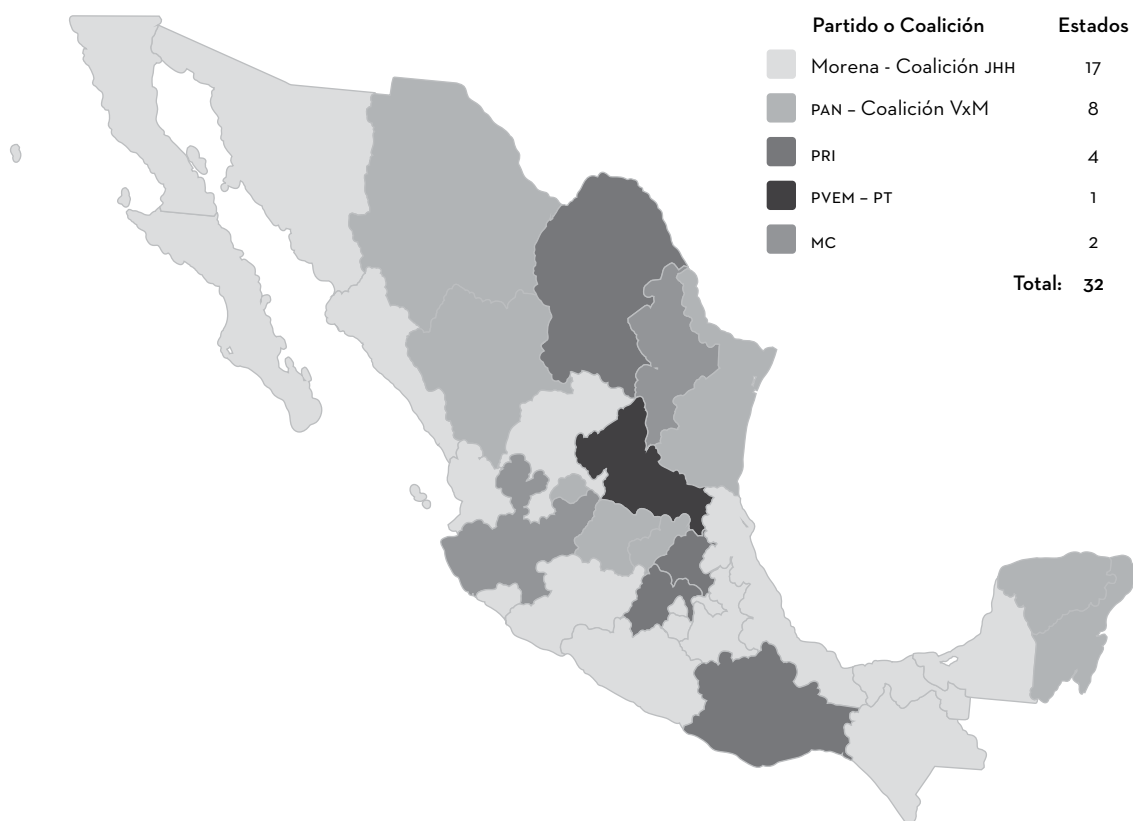 Partido o Coalición Estados
Morena - Coalición JHH 17
PAN – Coalición VxM 8
PRI 4
PVEM – PT 1
MC 2
Total: 32